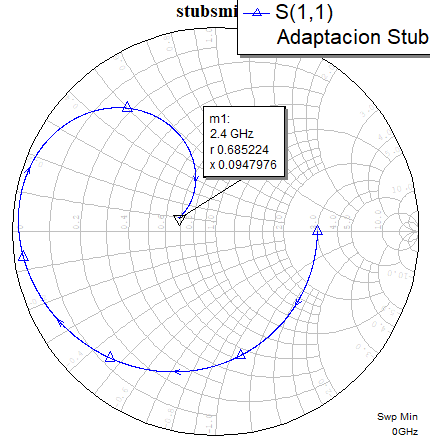 stubsmi
S(1,1)
Adaptacion Stub
m1:
2.4 GHz
r 0.685224
x 0.0947976
Swp Min
0GHz